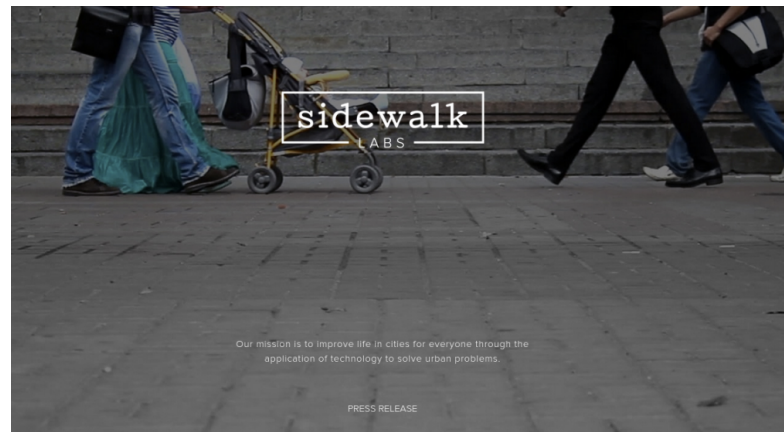 sidewalk
LABS
Our mission is to improve life in cities for everyone through the
application of technology to solve urban problems.
PRESS RELEASE